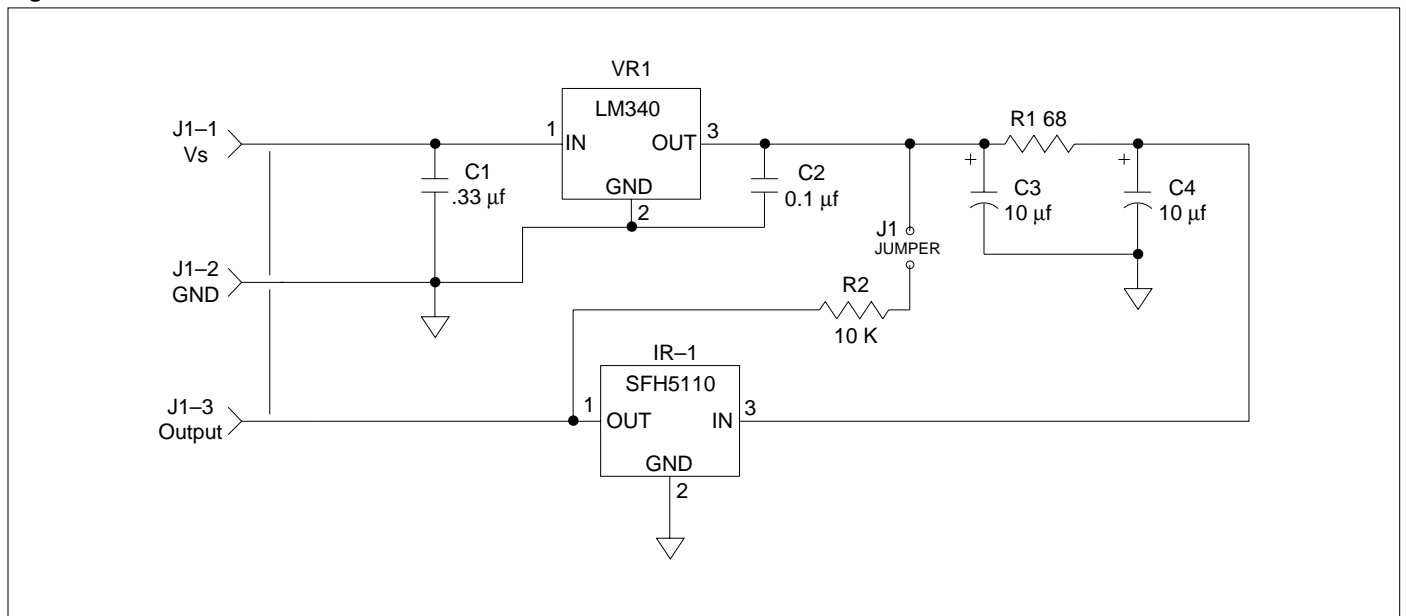 VR1
LM340
J1–1
Vs
1
IN
OUT
3
GND
2
C1
.33 μf
C2
0.1 μf
R1 68
+
C3
10 μf
+
C4
10 μf
J1
JUMPER
J1–2
GND
R2
10 K
IR–1
SFH5110
J1–3
Output
1
OUT
IN
3
GND
2